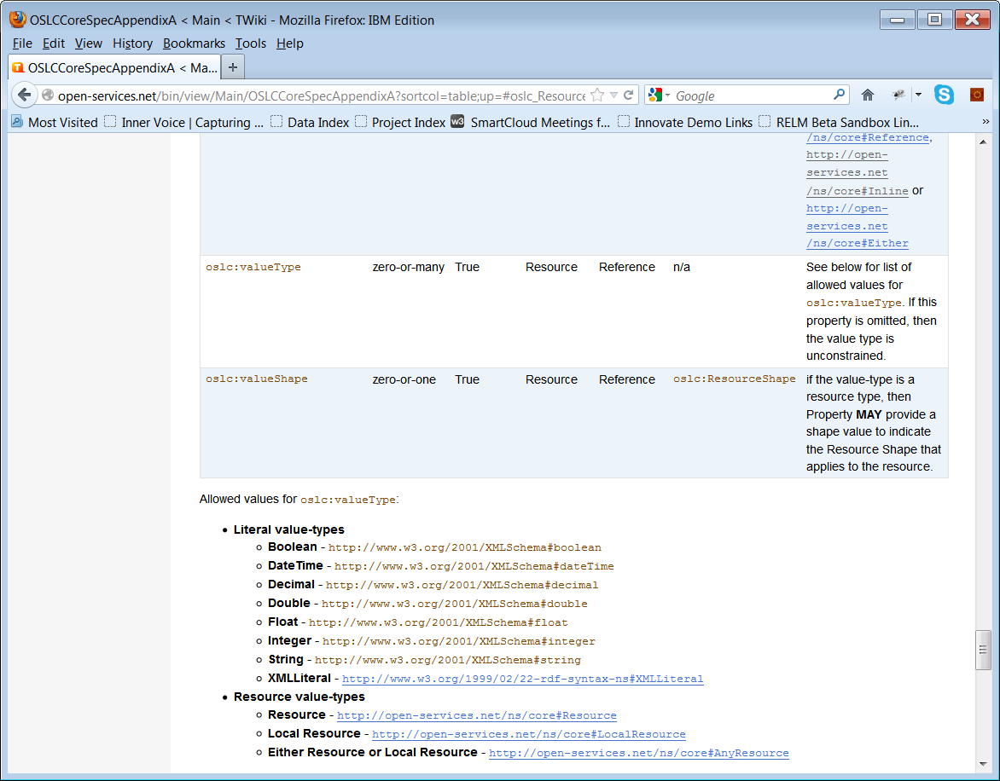 OSLCCoreSpecAppendixA < Main < TWiki - Mozilla Firefox: IBM Edition
File Edit View History Bookmarks Tools Help
OSLCCoreSpecAppendixA < Ma... +
open-services.net/bin/view/Main/OSLCCoreSpecAppendixA?sortcol=table;up=#oslc_Resource Google
Most Visited Inner Voice | Capturing ... Data Index Project Index w3 SmartCloud Meetings f... Innovate Demo Links RELM Beta Sandbox Lin... »
/ns/core#Reference,
http://open-
services.net
/ns/core#Inline or
http://open-
services.net
/ns/core#Either
oslc:valueType zero-or-many True Resource Reference n/a See below for list of
allowed values for
oslc:valueType. If this
property is omitted, then
the value type is
unconstrained.
oslc:valueShape zero-or-one True Resource Reference oslc:ResourceShape if the value-type is a
resource type, then
Property MAY provide a
shape value to indicate
the Resource Shape that
applies to the resource.
Allowed values for oslc:valueType:
• Literal value-types
○ Boolean - http://www.w3.org/2001/XMLSchema#boolean
○ DateTime - http://www.w3.org/2001/XMLSchema#dateTime
○ Decimal - http://www.w3.org/2001/XMLSchema#decimal
○ Double - http://www.w3.org/2001/XMLSchema#double
○ Float - http://www.w3.org/2001/XMLSchema#float
○ Integer - http://www.w3.org/2001/XMLSchema#integer
○ String - http://www.w3.org/2001/XMLSchema#string
○ XMLLiteral - http://www.w3.org/1999/02/22-rdf-syntax-ns#XMLLiteral
• Resource value-types
○ Resource - http://open-services.net/ns/core#Resource
○ Local Resource - http://open-services.net/ns/core#LocalResource
○ Either Resource or Local Resource - http://open-services.net/ns/core#AnyResource